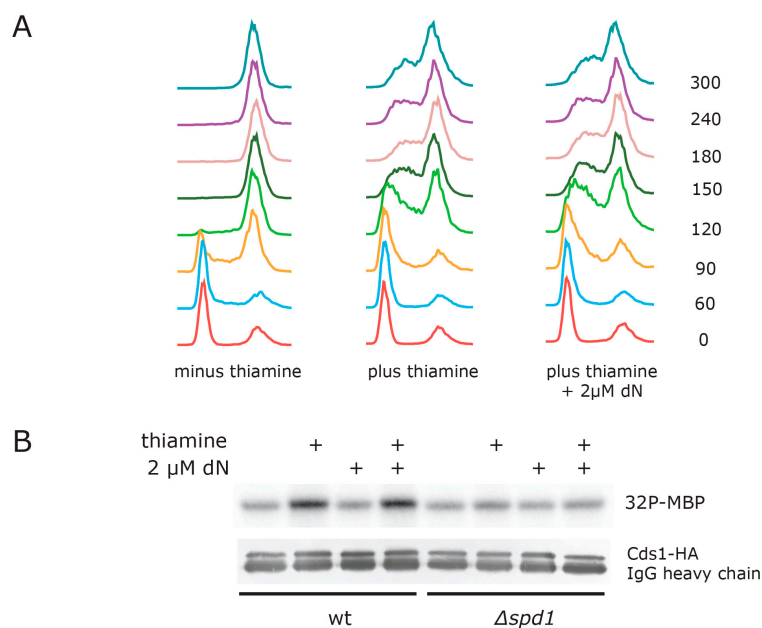 A
300
240
180
150
120
90
60
0
minus thiamine
plus thiamine
plus thiamine
+ 2µM dN
B
thiamine + +
2 µM dN + +
+ +
+ +
32P-MBP
Cds1-HA
IgG heavy chain
wt
Δspd1